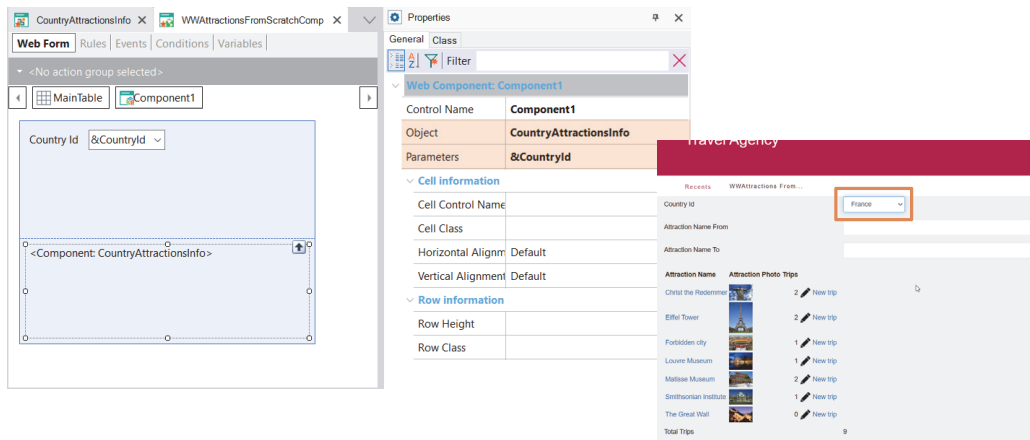 CountryAttractionsInfo
WWAttractionsFromScratchComp
Web Form Rules Events Conditions Variables
<No action group selected>
MainTable Component1
Country Id &CountryId
<Component: CountryAttractionsInfo>
Properties
General Class
Filter
Web Component: Component1
Control Name Component1
Object CountryAttractionsInfo
Parameters &CountryId
Cell information
Cell Control Name
Cell Class
Horizontal Alignm Default
Vertical Alignment Default
Row information
Row Height
Row Class
Travel Agency
Recents WWAttractions From...
Country Id France
Attraction Name From
Attraction Name To
Attraction Name Attraction Photo Trips
Christ the Redemmer 2 New trip
Eiffel Tower 2 New trip
Forbidden city 1 New trip
Louvre Museum 1 New trip
Matisse Museum 2 New trip
Smithsonian Institute 1 New trip
The Great Wall 0 New trip
Total Trips 9